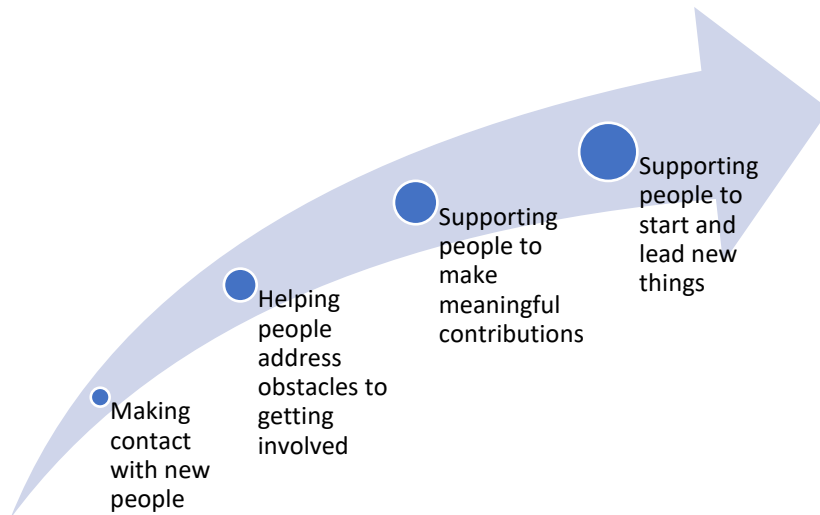 Making
contact
with new
people
Helping
people
address
obstacles to
getting
involved
Supporting
people to
make
meaningful
contributions
Supporting
people to
start and
lead new
things